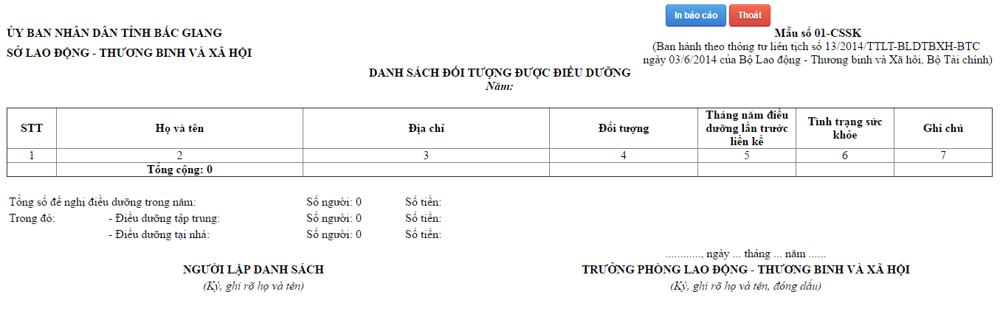 In báo cáo Thoát
ỦY BAN NHÂN DÂN TỈNH BẮC GIANG
SỞ LAO ĐỘNG - THƯƠNG BINH VÀ XÃ HỘI
Mẫu số 01-CSSK
(Ban hành theo thông tư liên tịch số 13/2014/TTLT-BLDTBXH-BTC
ngày 03/6/2014 của Bộ Lao động - Thương binh và Xã hôi, Bộ Tài chính)
DANH SÁCH ĐỐI TƯỢNG ĐƯỢC ĐIỀU DƯỠNG
Năm:
STT Họ và tên Địa chỉ Đối tượng Tháng năm điều dưỡng lần trước liền kề Tình trạng sức khỏe Ghi chú
1 2 3 4 5 6 7
Tổng cộng: 0
Tổng số đề nghị điều dưỡng trong năm: Số người: 0 Số tiền:
Trong đó: - Điều dưỡng tập trung: Số người: 0 Số tiền:
- Điều dưỡng tại nhà: Số người: 0 Số tiền:
............, ngày ... tháng ... năm ......
NGƯỜI LẬP DANH SÁCH
(Ký, ghi rõ họ và tên)
TRƯỞNG PHÒNG LAO ĐỘNG - THƯƠNG BINH VÀ XÃ HỘI
(Ký, ghi rõ họ và tên, đóng dấu)